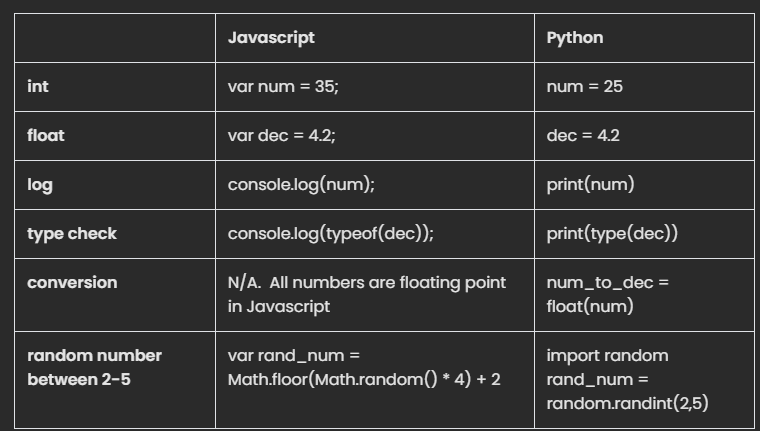 Javascript Python
int var num = 35; num = 25
float var dec = 4.2; dec = 4.2
log console.log(num); print(num)
type check console.log(typeof(dec)); print(type(dec))
conversion N/A.  All numbers are floating point num_to_dec =
in Javascript float(num)
random number var rand_num = import random
between 2-5 Math.floor(Math.random() * 4) + 2 rand_num =
random.randint(2,5)